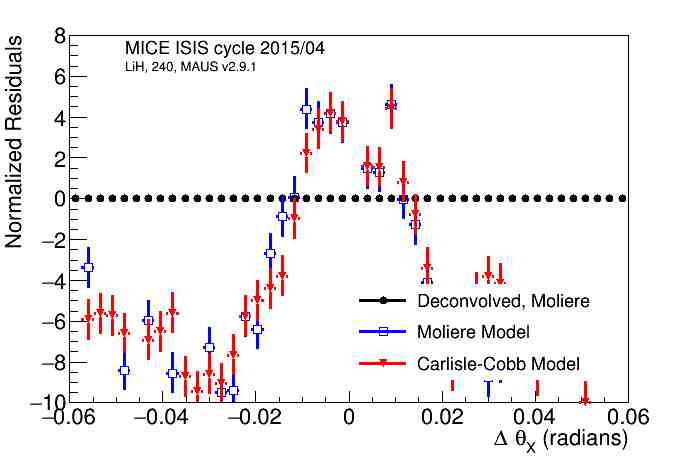 MICE ISIS cycle 2015/04
LiH, 240, MAUS v2.9.1
Normalized Residuals
8
6
4
2
0
−2
−4
−6
−8
−10
Deconvolved, Moliere
Moliere Model
Carlisle-Cobb Model
−0.06 −0.04 −0.02 0 0.02 0.04 0.06
Δ θX (radians)